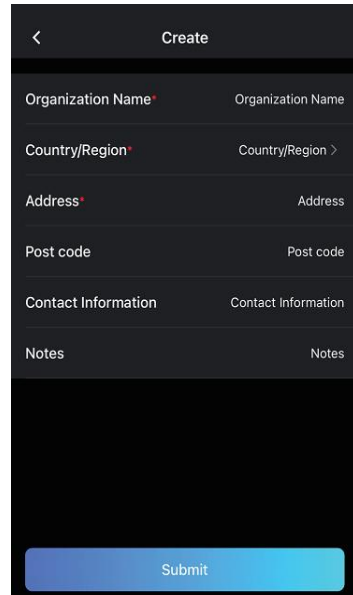 Create
Organization Name* Organization Name
Country/Region* Country/Region >
Address* Address
Post code Post code
Contact Information Contact Information
Notes Notes
Submit